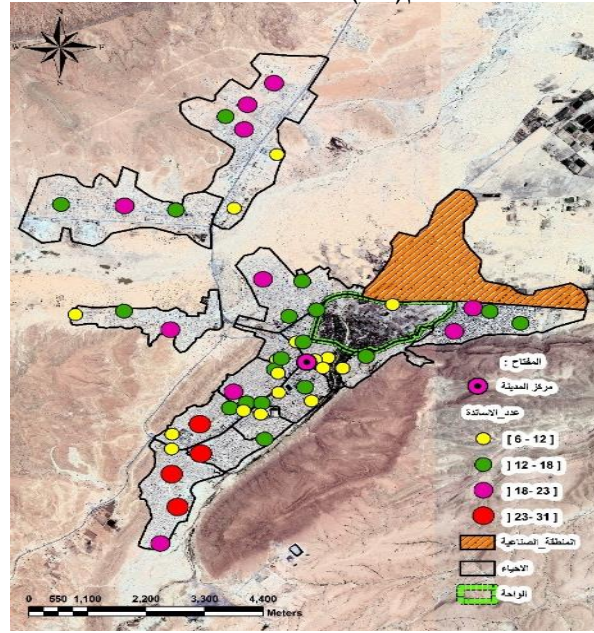 N
W
E
S
المفتاح :
مركز المدينة
عدد_الاساتذة
[ 6 - 12 ]
] 12 - 18 ]
] 18- 23 ]
] 23- 31 ]
المنطقة_الصناعية
الاحياء
الواحة
0 550 1,100 2,200 3,300 4,400
Meters